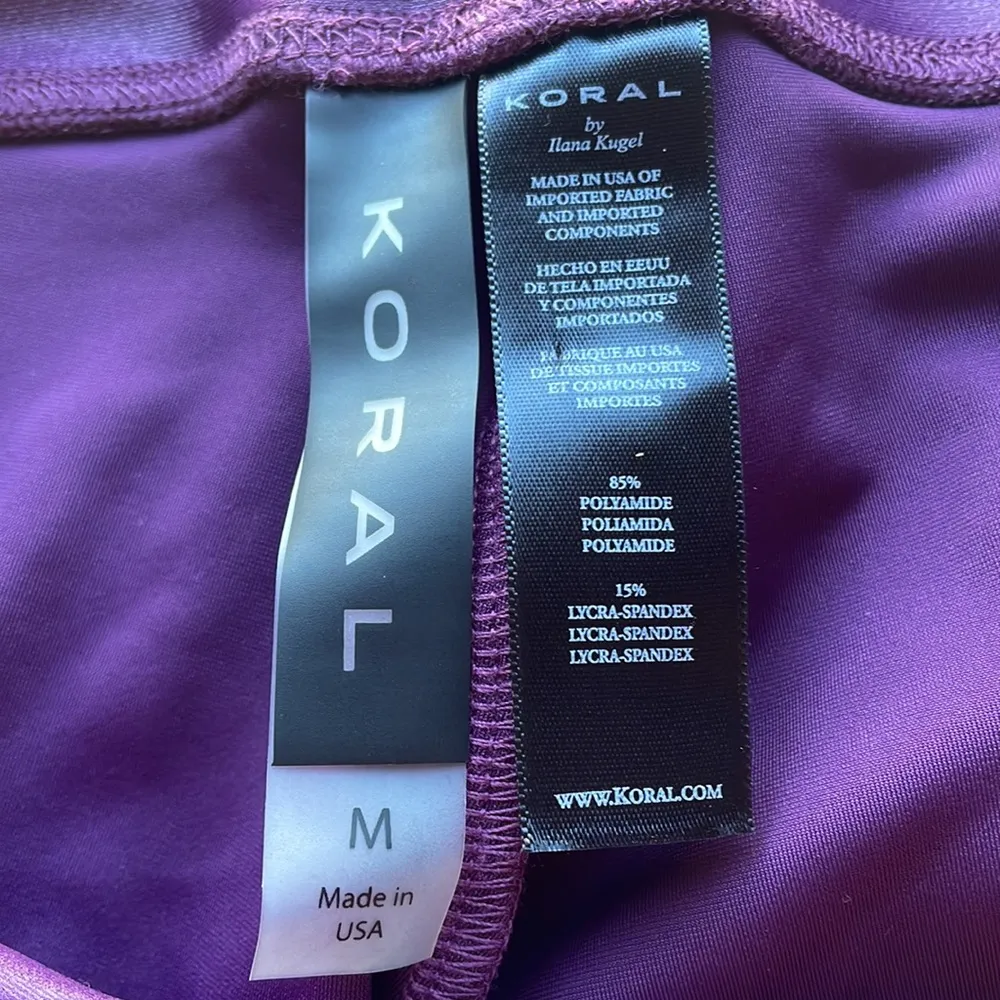 KORAL
M
Made in
USA
KORAL
by
Ilana Kugel
MADE IN USA OF
IMPORTED FABRIC
AND IMPORTED
COMPONENTS
HECHO EN EEUU
DE TELA IMPORTADA
Y COMPONENTES
IMPORTADOS
FABRIQUE AU USA
DE TISSUE IMPORTES
ET COMPOSANTS
IMPORTES
85%
POLYAMIDE
POLIAMIDA
POLYAMIDE
15%
LYCRA-SPANDEX
LYCRA-SPANDEX
LYCRA-SPANDEX
WWW.KORAL.COM